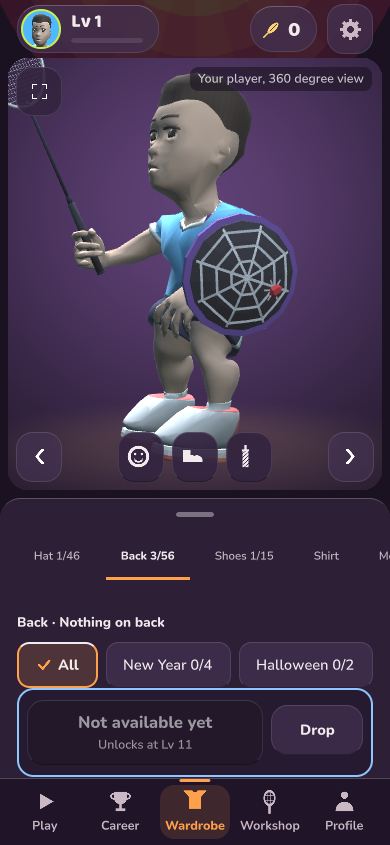 Lv 1
0
Your player, 360 degree view
Hat 1/46
Back 3/56
Shoes 1/15
Shirt
Back · Nothing on back
All
New Year 0/4
Halloween 0/2
Not available yet
Unlocks at Lv 11
Drop
Play
Career
Wardrobe
Workshop
Profile